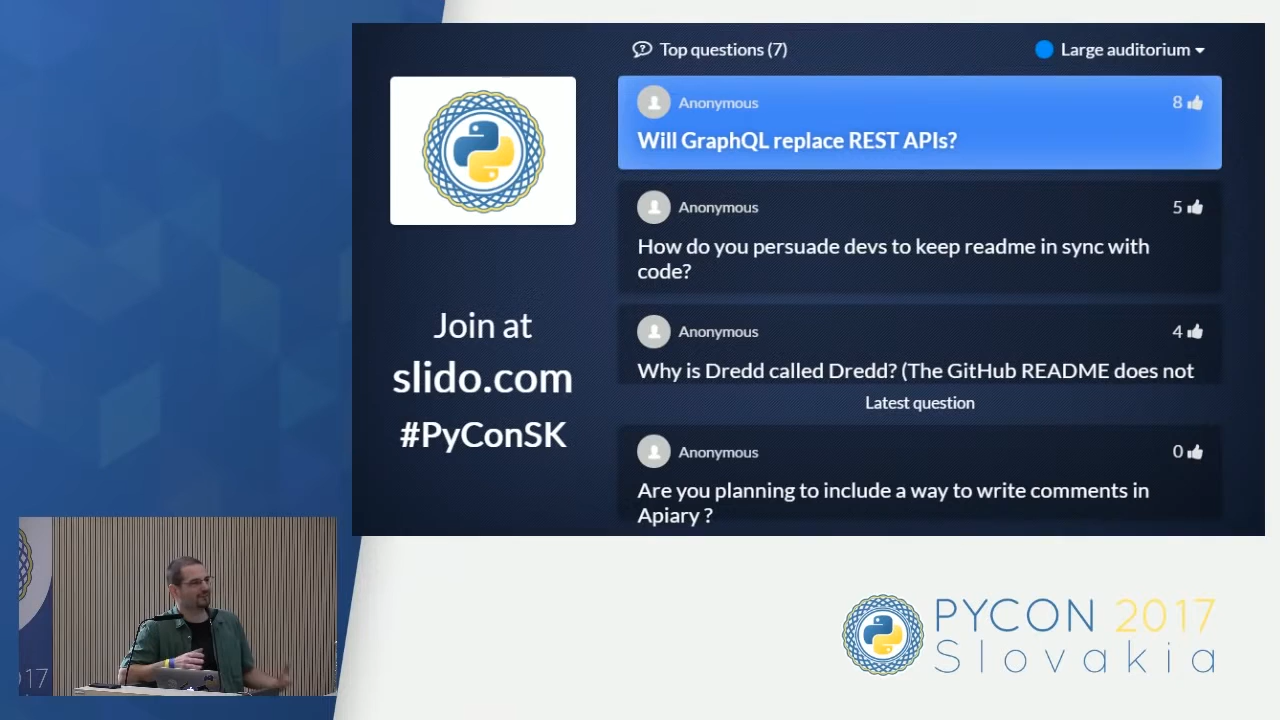 Top questions (7)
Large auditorium
Anonymous
8
Will GraphQL replace REST APIs?
Anonymous
5
How do you persuade devs to keep readme in sync with
code?
Anonymous
4
Why is Dredd called Dredd? (The GitHub README does not
Latest question
Anonymous
0
Are you planning to include a way to write comments in
Apiary ?
Join at
slido.com
#PyConSK
17
PYCON 2017
Slovakia